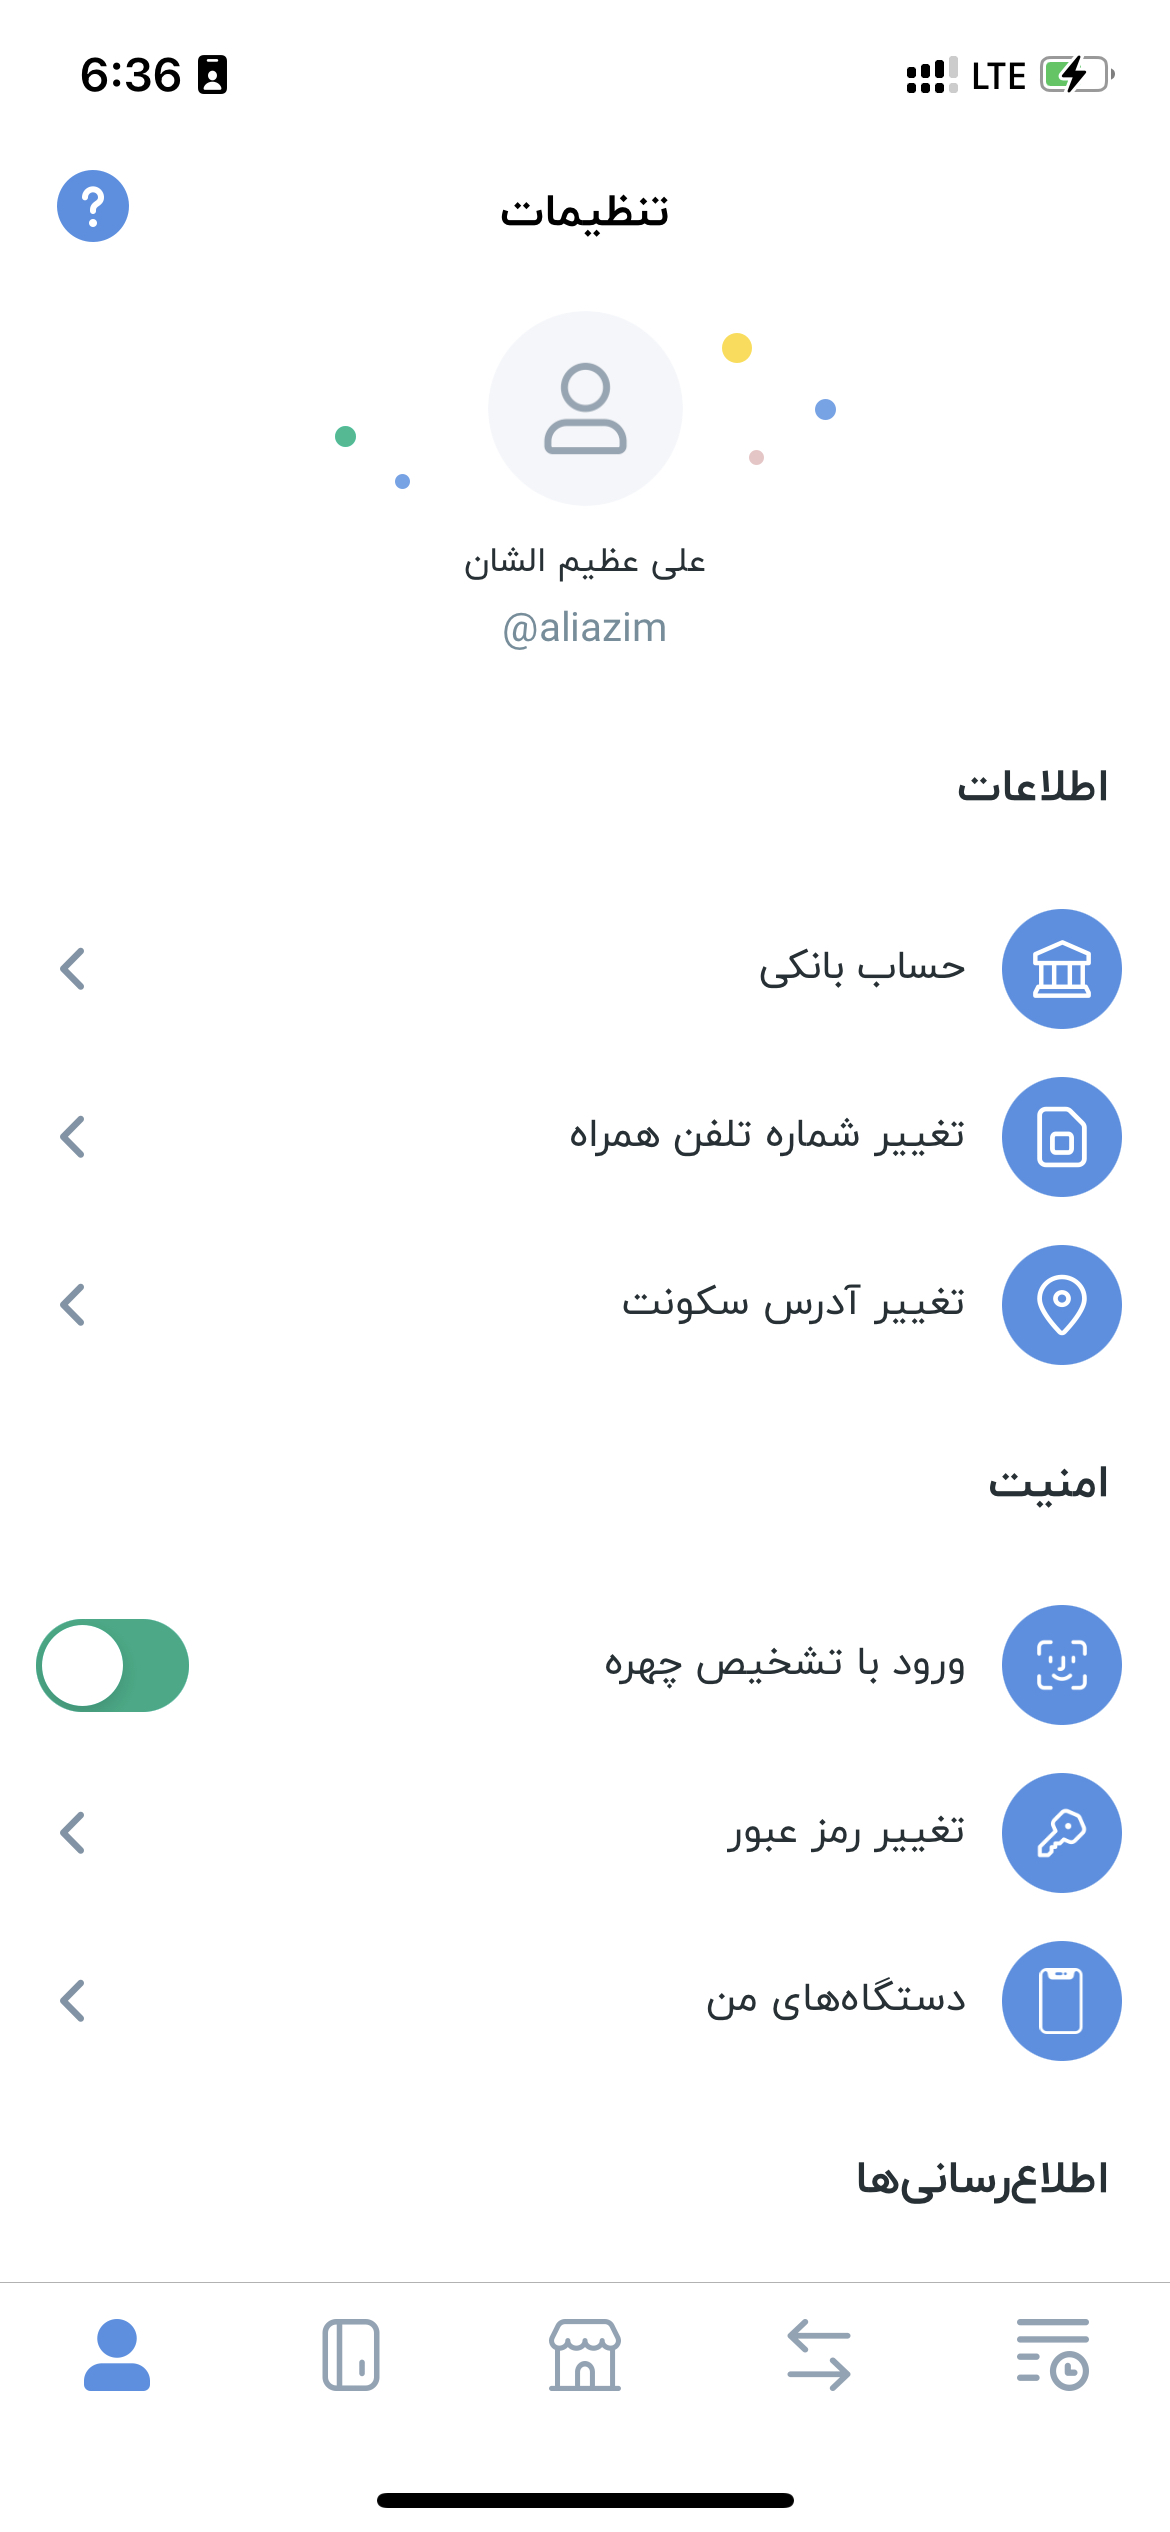 6:36 LTE
تنظیمات
علی عظیم الشان
@aliazim
اطلاعات
حساب بانکی
تغییر شماره تلفن همراه
تغییر آدرس سکونت
امنیت
ورود با تشخیص چهره
تغییر رمز عبور
دستگاه‌های من
اطلاع‌رسانی‌ها